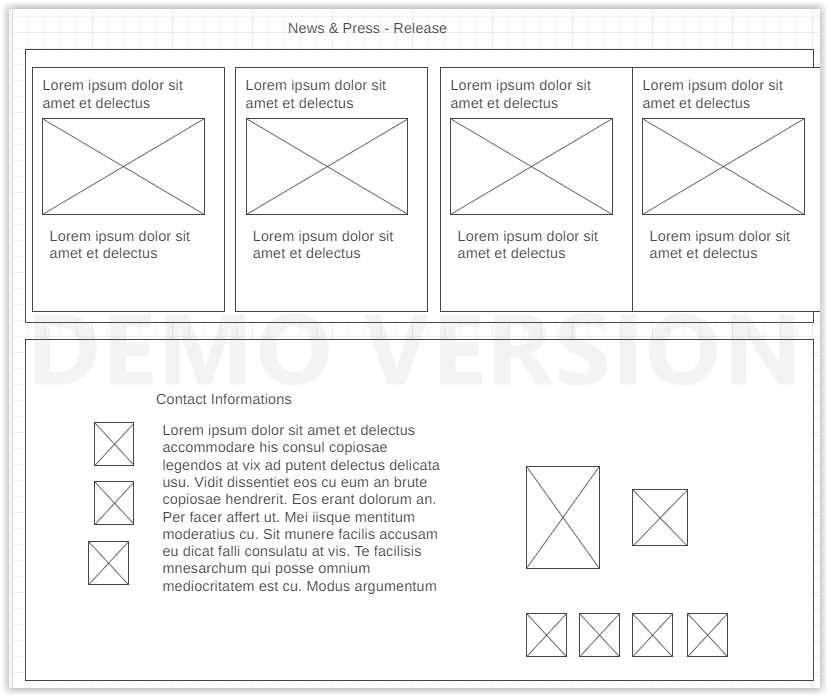 News & Press - Release
Lorem ipsum dolor sit
amet et delectus
Lorem ipsum dolor sit
amet et delectus
Lorem ipsum dolor sit
amet et delectus
Lorem ipsum dolor sit
amet et delectus
Lorem ipsum dolor sit
amet et delectus
Lorem ipsum dolor sit
amet et delectus
Lorem ipsum dolor sit
amet et delectus
Lorem ipsum dolor sit
amet et delectus
DEMO VERSION
Contact Informations
Lorem ipsum dolor sit amet et delectus
accommodare his consul copiosae
legendos at vix ad putent delectus delicata
usu. Vidit dissentiet eos cu eum an brute
copiosae hendrerit. Eos erant dolorum an.
Per facer affert ut. Mei iisque mentitum
moderatius cu. Sit munere facilis accusam
eu dicat falli consulatu at vis. Te facilisis
mnesarchum qui posse omnium
mediocritatem est cu. Modus argumentum